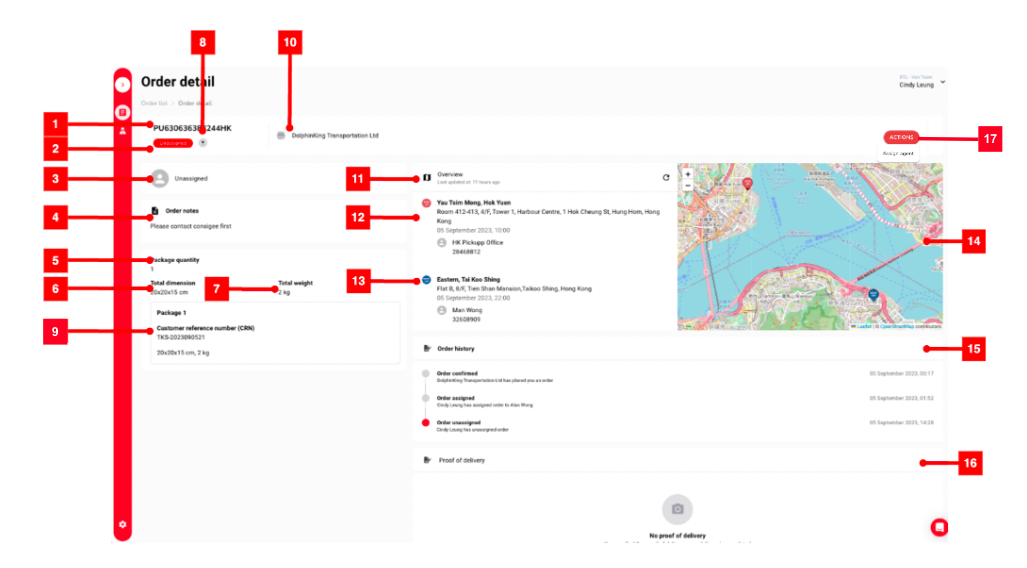 8
10
Order detail
Cindy Leung
Order list > Order detail
1
PU630636384244HK
DolphinKing Transportation Ltd
ACTIONS
17
2
Unassigned
Assign agent
3
Unassigned
11
Overview
Last updated at: 11 hours ago
+
−
4
Order notes
Please contact consigee first
12
Yau Tsim Mong, Hok Yuen
Room 412-413, 4/F, Tower 1, Harbour Centre, 1 Hok Cheung St, Hung Hom, Hong
Kong
05 September 2023, 10:00
HK Pickupp Office
28468812
14
5
Package quantity
1
6
Total dimension
20x20x15 cm
7
Total weight
2 kg
13
Eastern, Tai Koo Shing
Flat B, 8/F, Tien Shan Mansion,Taikoo Shing, Hong Kong
05 September 2023, 22:00
Man Wong
32608909
9
Package 1
Customer reference number (CRN)
TKS-2023090521
20x20x15 cm, 2 kg
Leaflet | © OpenStreetMap contributors
Order history
15
Order confirmed
DolphinKing Transportation Ltd has placed you an order
05 September 2023, 00:17
Order assigned
Cindy Leung has assigned order to Alan Wong
05 September 2023, 01:52
Order unassigned
Cindy Leung has unassigned order
05 September 2023, 14:28
Proof of delivery
16
No proof of delivery